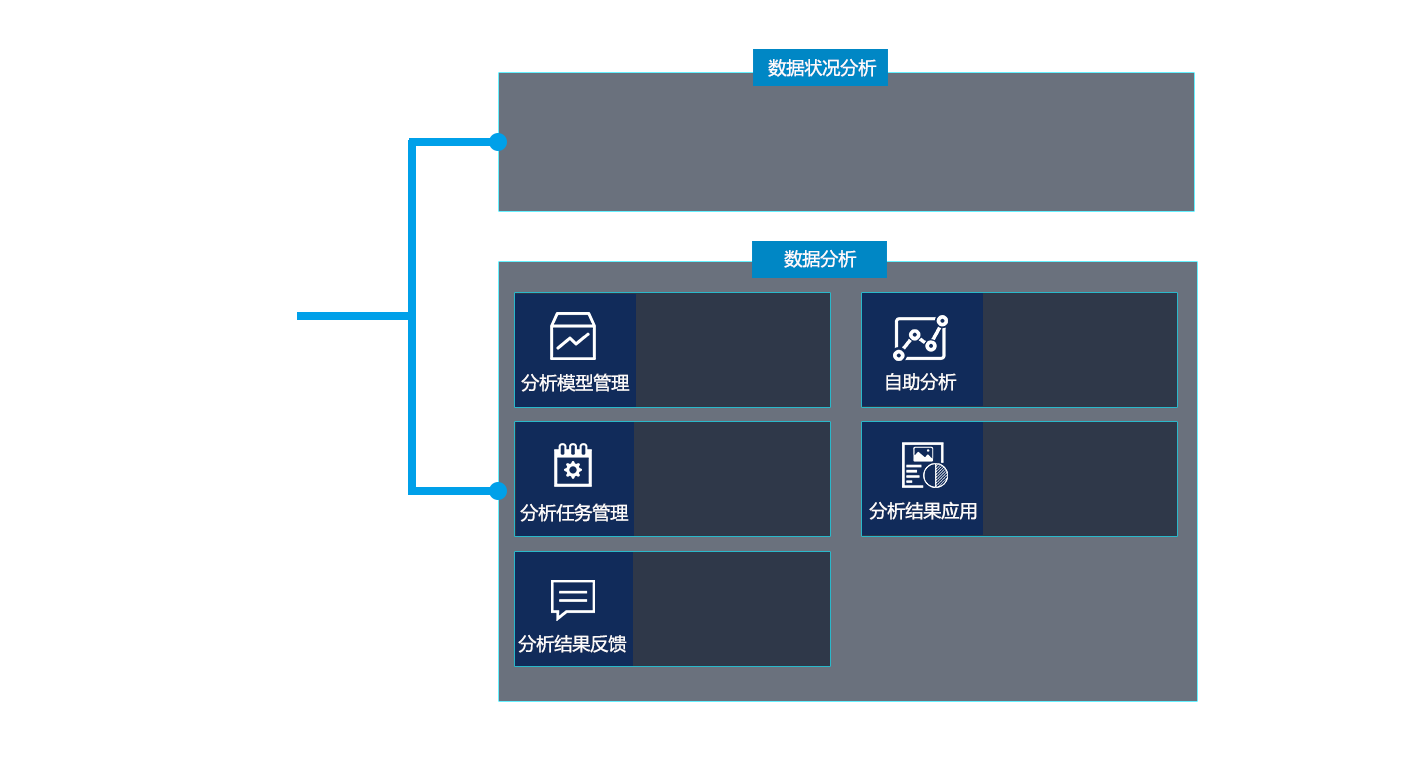 数据状况分析
数据分析
分析模型管理
自助分析
分析任务管理
分析结果应用
分析结果反馈